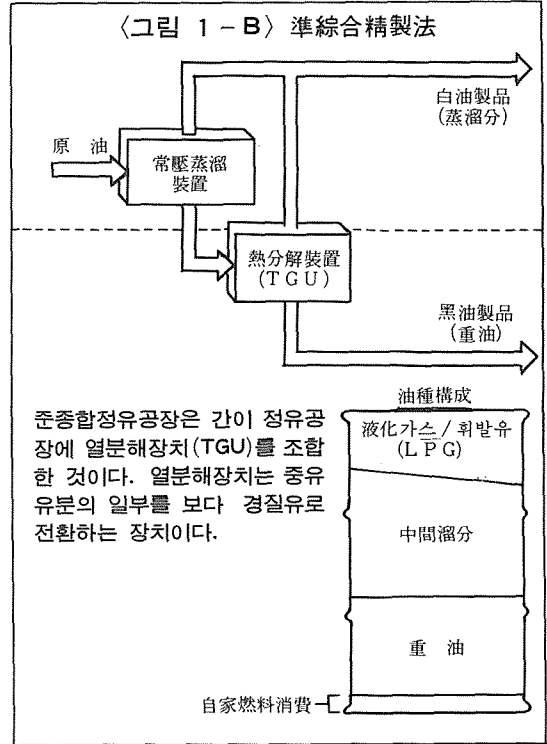 〈그림 1－B〉 準綜合精製法
白油製品
(蒸溜分)
原 油
常壓蒸溜
裝置
熱分解裝置
(TGU)
黑油製品
(重油)
준종합정유공장은 간이 정유공
장에 열분해장치(TGU)를 조합
한 것이다. 열분해장치는 중유
유분의 일부를 보다 경질유로
전환하는 장치이다.
油種構成
液化가스/휘발유
(LPG)
中間溜分
重 油
自家燃料消費